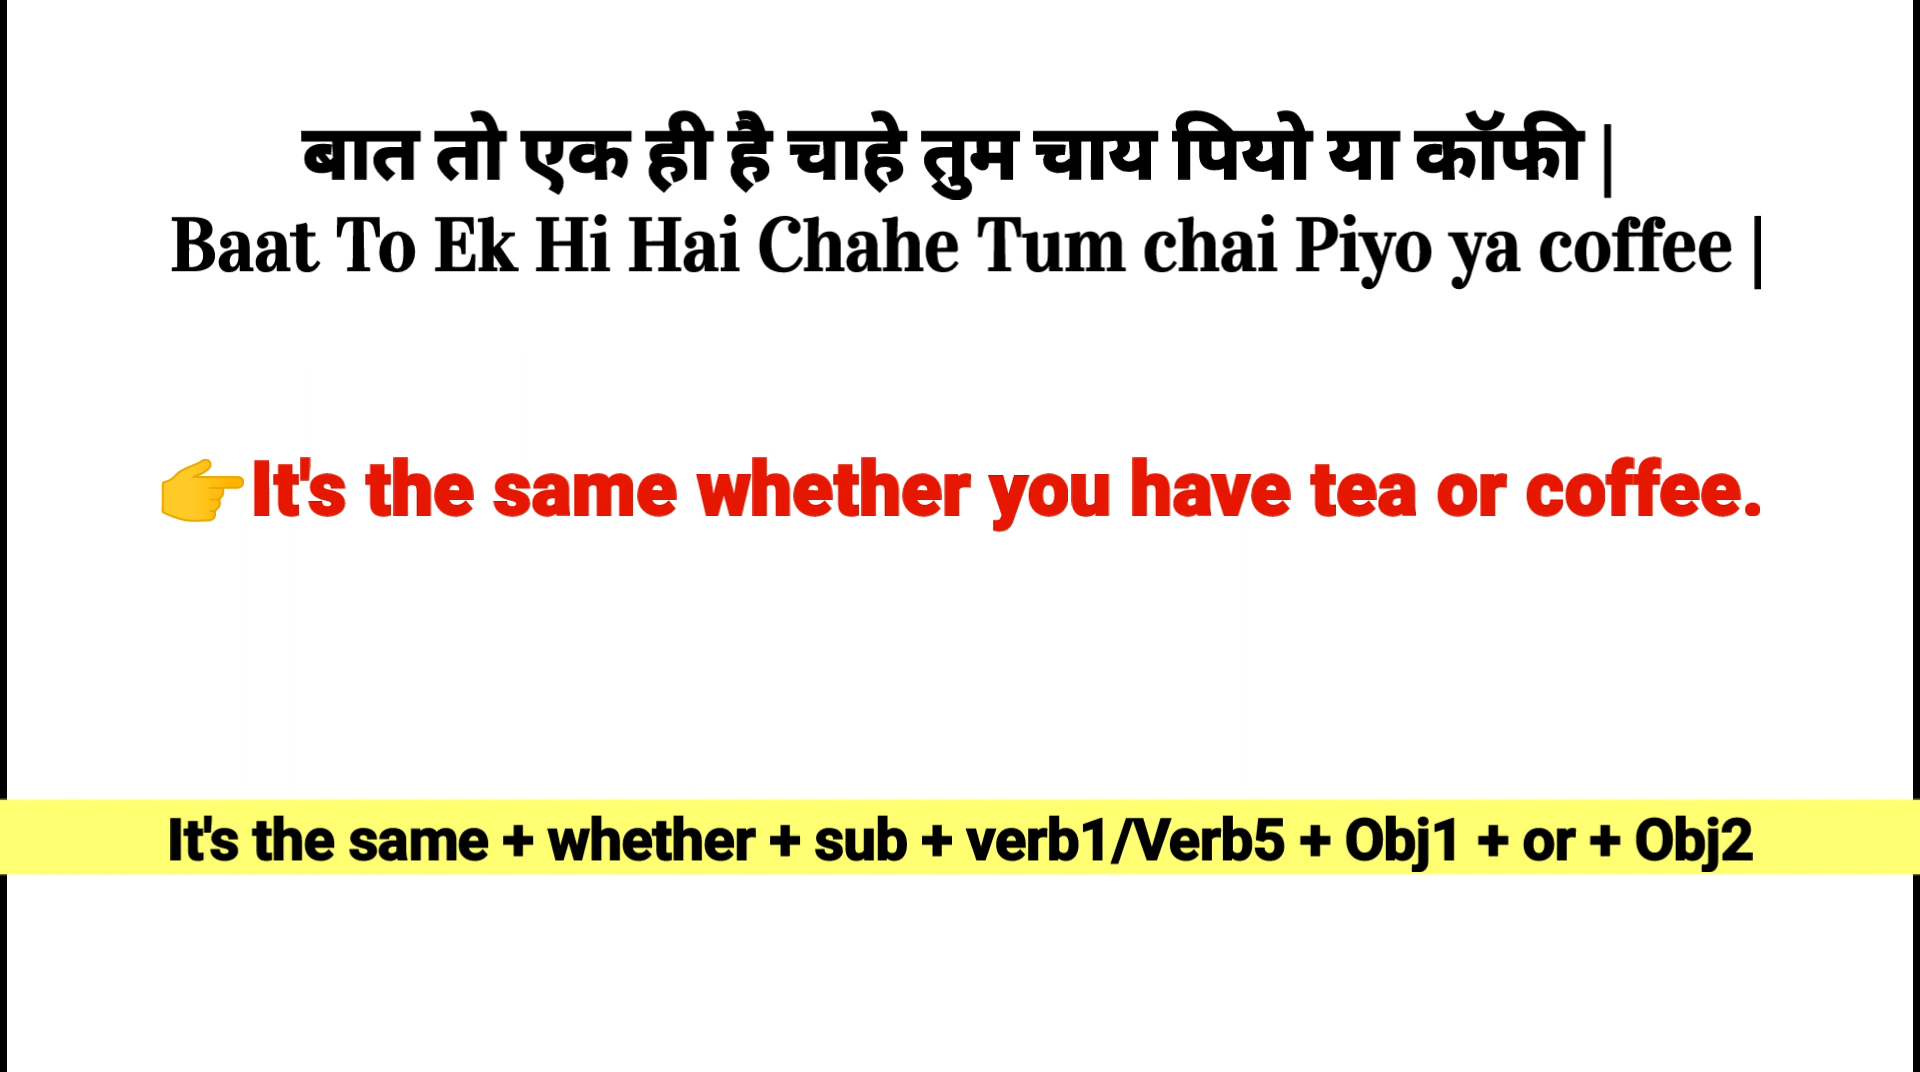 बात तो एक ही है चाहे तुम चाय पियो या कॉफी |
Baat To Ek Hi Hai Chahe Tum chai Piyo ya coffee |
👉It's the same whether you have tea or coffee.
It's the same + whether + sub + verb1/Verb5 + Obj1 + or + Obj2